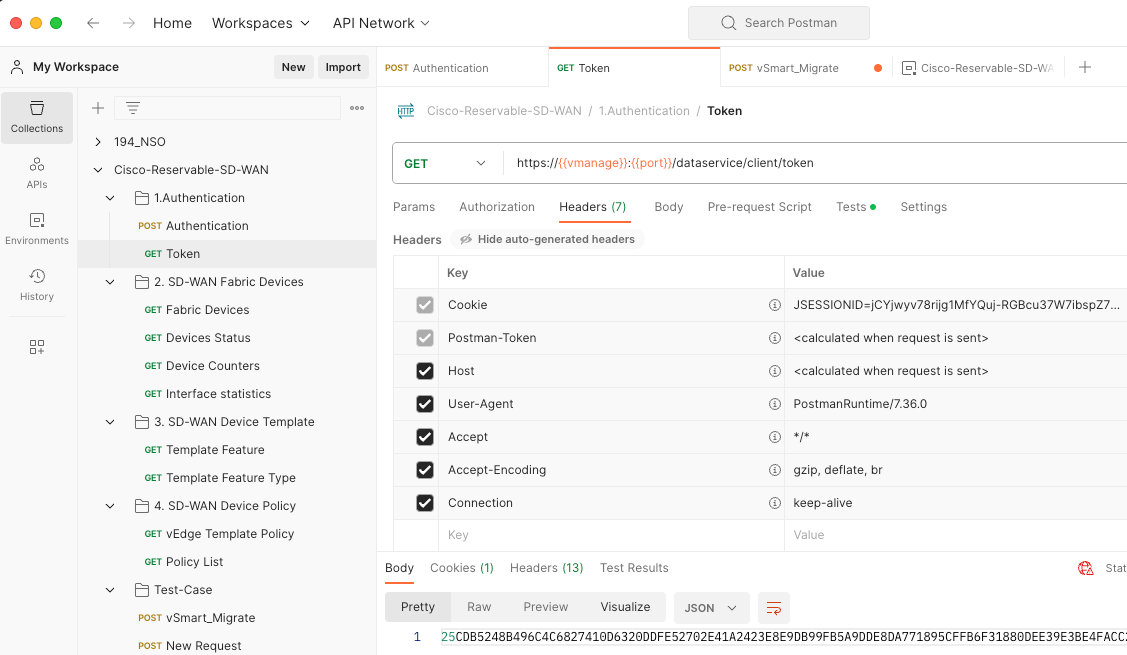 Home Workspaces API Network Search Postman
My Workspace New Import
POST Authentication GET Token POST vSmart_Migrate Cisco-Reservable-SD-WA
Collections
APIs
Environments
History
194_NSO
Cisco-Reservable-SD-WAN
1.Authentication
POST Authentication
GET Token
2. SD-WAN Fabric Devices
GET Fabric Devices
GET Devices Status
GET Device Counters
GET Interface statistics
3. SD-WAN Device Template
GET Template Feature
GET Template Feature Type
4. SD-WAN Device Policy
GET vEdge Template Policy
GET Policy List
Test-Case
POST vSmart_Migrate
POST New Request
HTTP Cisco-Reservable-SD-WAN / 1.Authentication / Token
GET https://{{vmanage}}:{{port}}/dataservice/client/token
Params Authorization Headers (7) Body Pre-request Script Tests Settings
Headers Hide auto-generated headers
Key Value
Cookie JSESSIONID=jCYjwyv78rijg1MfYQuj-RGBcu37W7ibspZ7...
Postman-Token <calculated when request is sent>
Host <calculated when request is sent>
User-Agent PostmanRuntime/7.36.0
Accept */*
Accept-Encoding gzip, deflate, br
Connection keep-alive
Key Value
Body Cookies (1) Headers (13) Test Results Stat
Pretty Raw Preview Visualize JSON
1 25CDB5248B496C4C6827410D6320DDFE52702E41A2423E8E9DB99FB5A9DDE8DA771895CFFB6F31880DEE39E3BE4FACC2